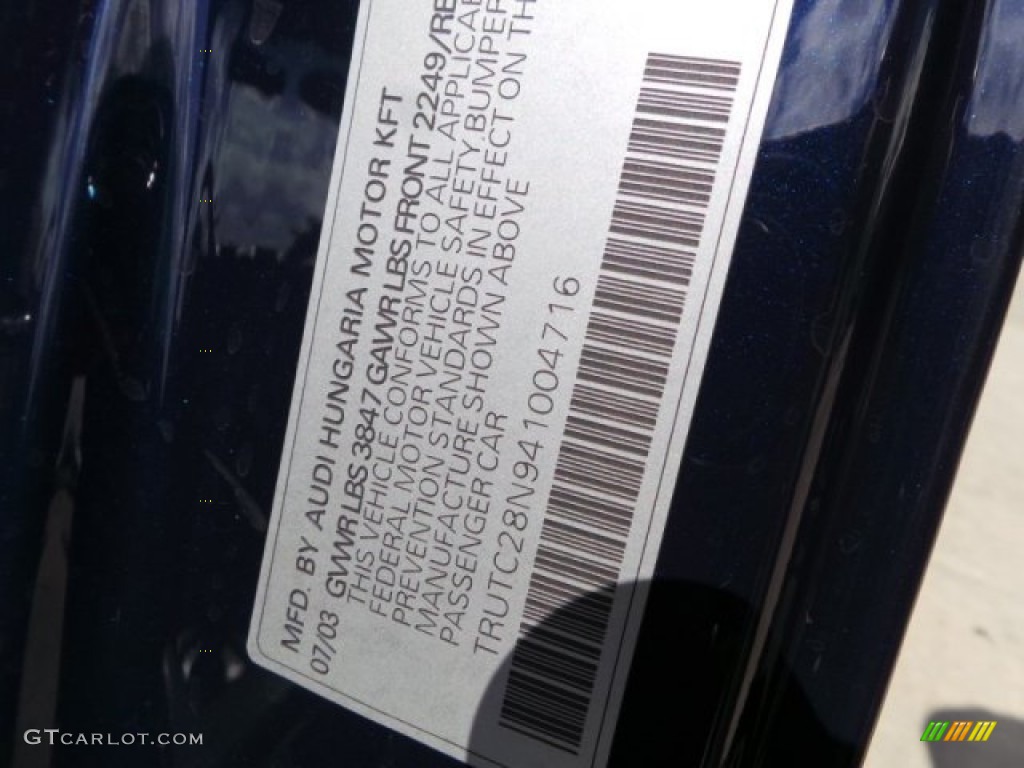 MFD. BY AUDI HUNGARIA MOTOR KFT
07/03 GVWR LBS 3847 GAWR LBS FRONT 2249/RE
THIS VEHICLE CONFORMS TO ALL APPLICAB
FEDERAL MOTOR VEHICLE SAFETY, BUMPER
PREVENTION STANDARDS IN EFFECT ON TH
MANUFACTURE SHOWN ABOVE
PASSENGER CAR
TRUTC28N941004716
GTCARLOT.COM